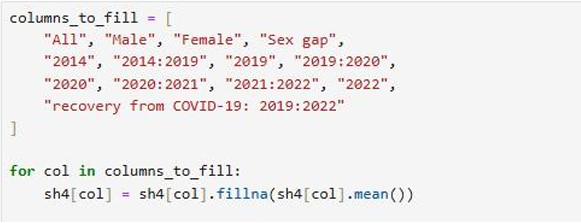 columns_to_fill = [
    "All", "Male", "Female", "Sex gap",
    "2014", "2014:2019", "2019", "2019:2020",
    "2020", "2020:2021", "2021:2022", "2022",
    "recovery from COVID-19: 2019:2022"
]

for col in columns_to_fill:
    sh4[col] = sh4[col].fillna(sh4[col].mean())